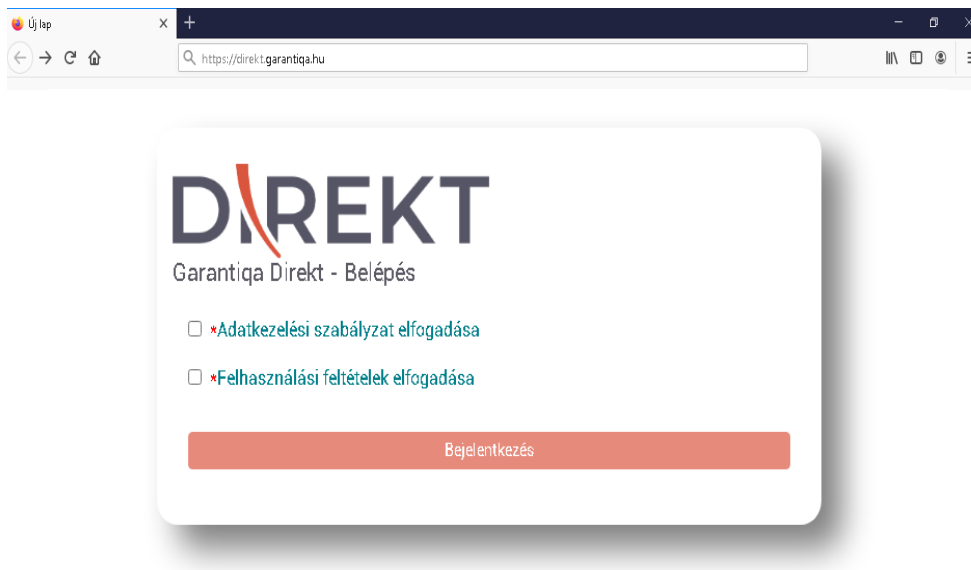 Új lap
https://direkt.garantiqa.hu
DIREKT
Garantiqa Direkt - Belépés
*Adatkezelési szabályzat elfogadása
*Felhasználási feltételek elfogadása
Bejelentkezés